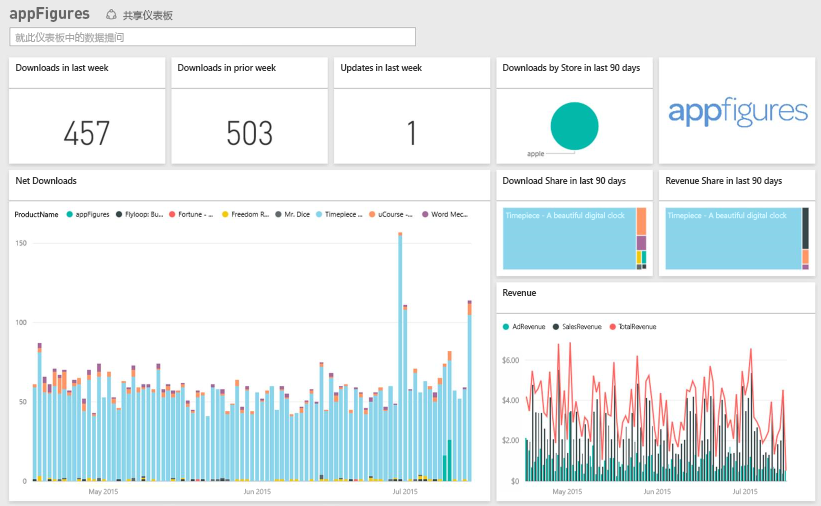 appFigures 共享仪表板
就此仪表板中的数据提问
Downloads in last week
457
Downloads in prior week
503
Updates in last week
1
Downloads by Store in last 90 days
apple
appfigures
Net Downloads
ProductName appFigures Flyloop: Bu... Fortune - ... Freedom R... Mr. Dice Timepiece ... uCourse -... Word Mec...
150
100
50
0
May 2015 Jun 2015 Jul 2015
Download Share in last 90 days
Timepiece - A beautiful digital clock
Revenue Share in last 90 days
Timepiece - A beautiful digital clock
Revenue
AdRevenue SalesRevenue TotalRevenue
$6.00
$4.00
$2.00
$0
May 2015 Jun 2015 Jul 2015